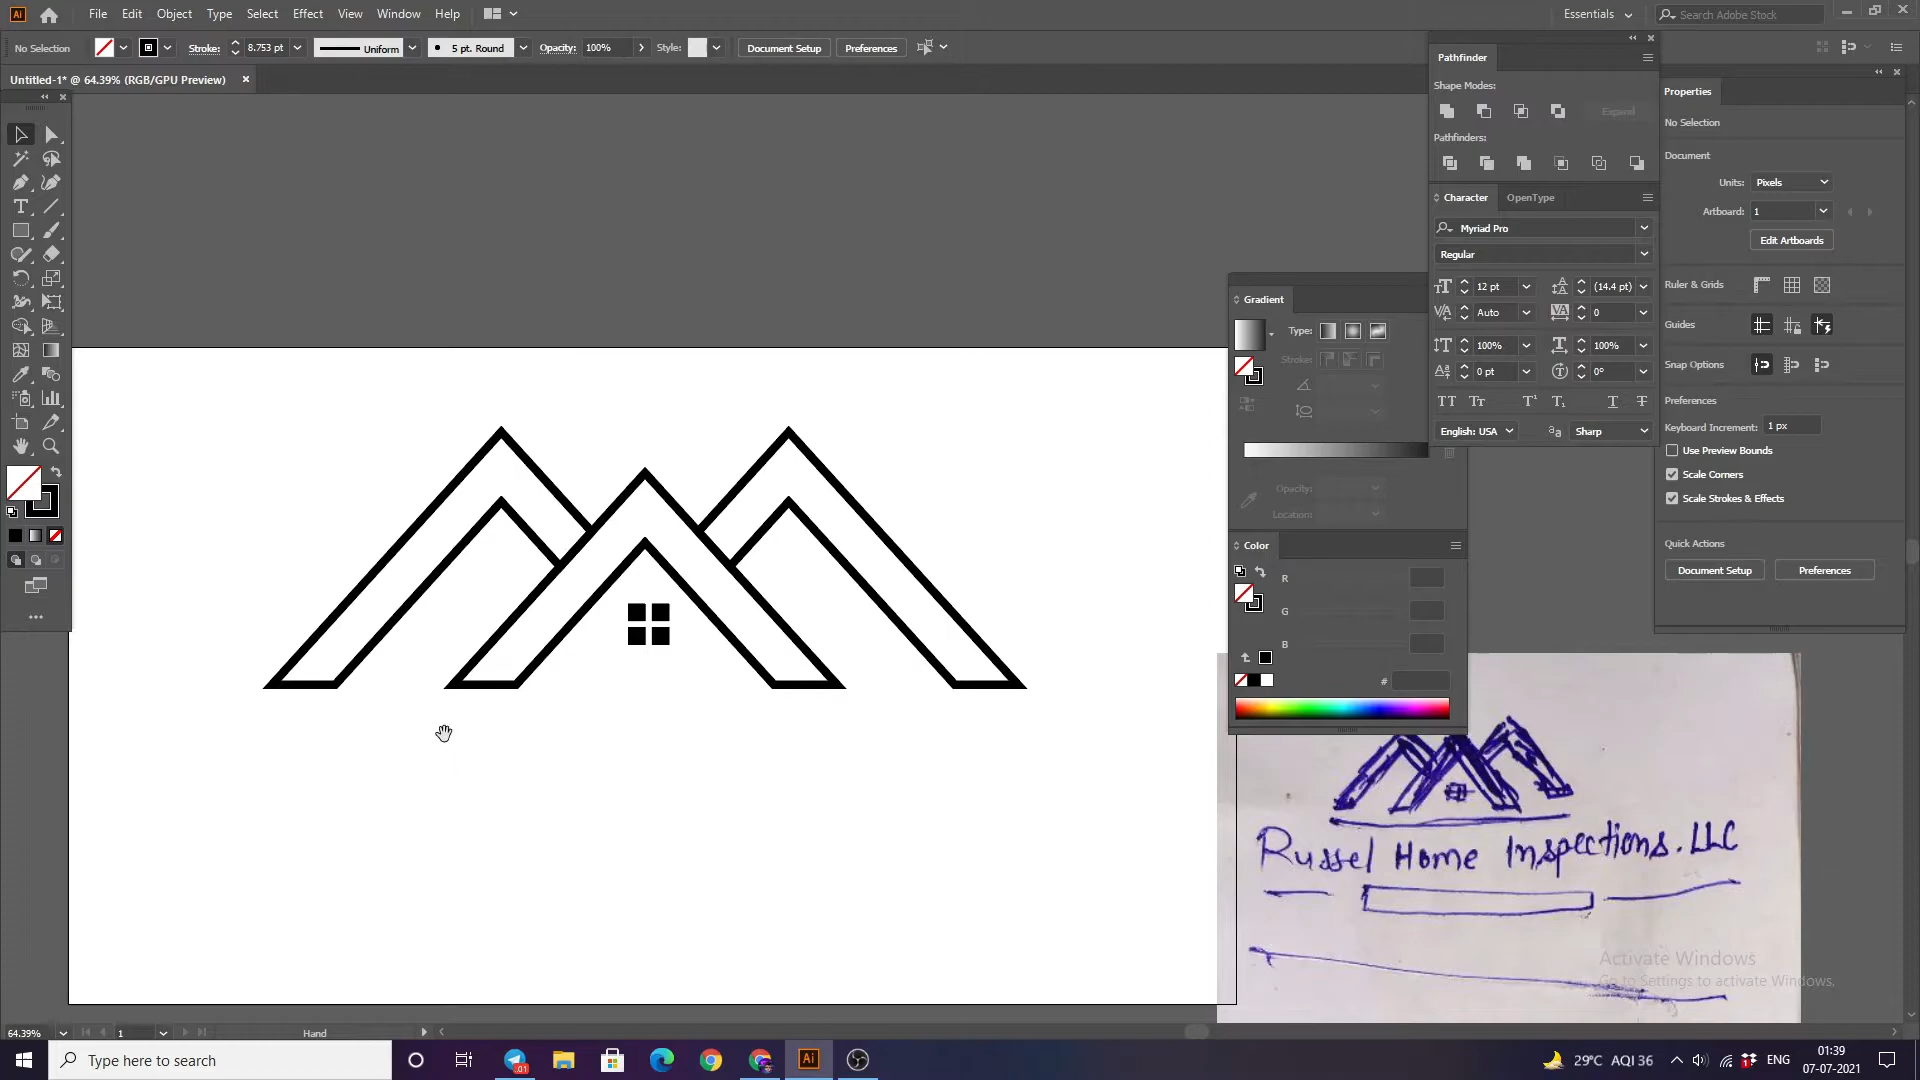 File Edit Object Type Select Effect View Window Help
Essentials
Search Adobe Stock
No Selection
Stroke: 8.753 pt
Uniform
5 pt. Round
Opacity: 100%
Style:
Document Setup
Preferences
Untitled-1* @ 64.39% (RGB/GPU Preview)
Pathfinder
Shape Modes:
Expand
Pathfinders:
Character
OpenType
Myriad Pro
Regular
12 pt
(14.4 pt)
Auto
0
100%
100%
0 pt
0°
English: USA
Sharp
Properties
No Selection
Document
Units: Pixels
Artboard: 1
Edit Artboards
Ruler & Grids
Guides
Snap Options
Preferences
Keyboard Increment: 1 px
Use Preview Bounds
Scale Corners
Scale Strokes & Effects
Quick Actions
Document Setup
Preferences
Gradient
Type:
Stroke:
Opacity:
Location:
Color
R
G
B
#
Russel Home Inspections. LLC
Activate Windows
Go to Settings to activate Windows.
64.39%
1
Hand
Type here to search
29°C AQI 36
ENG
01:39
07-07-2021